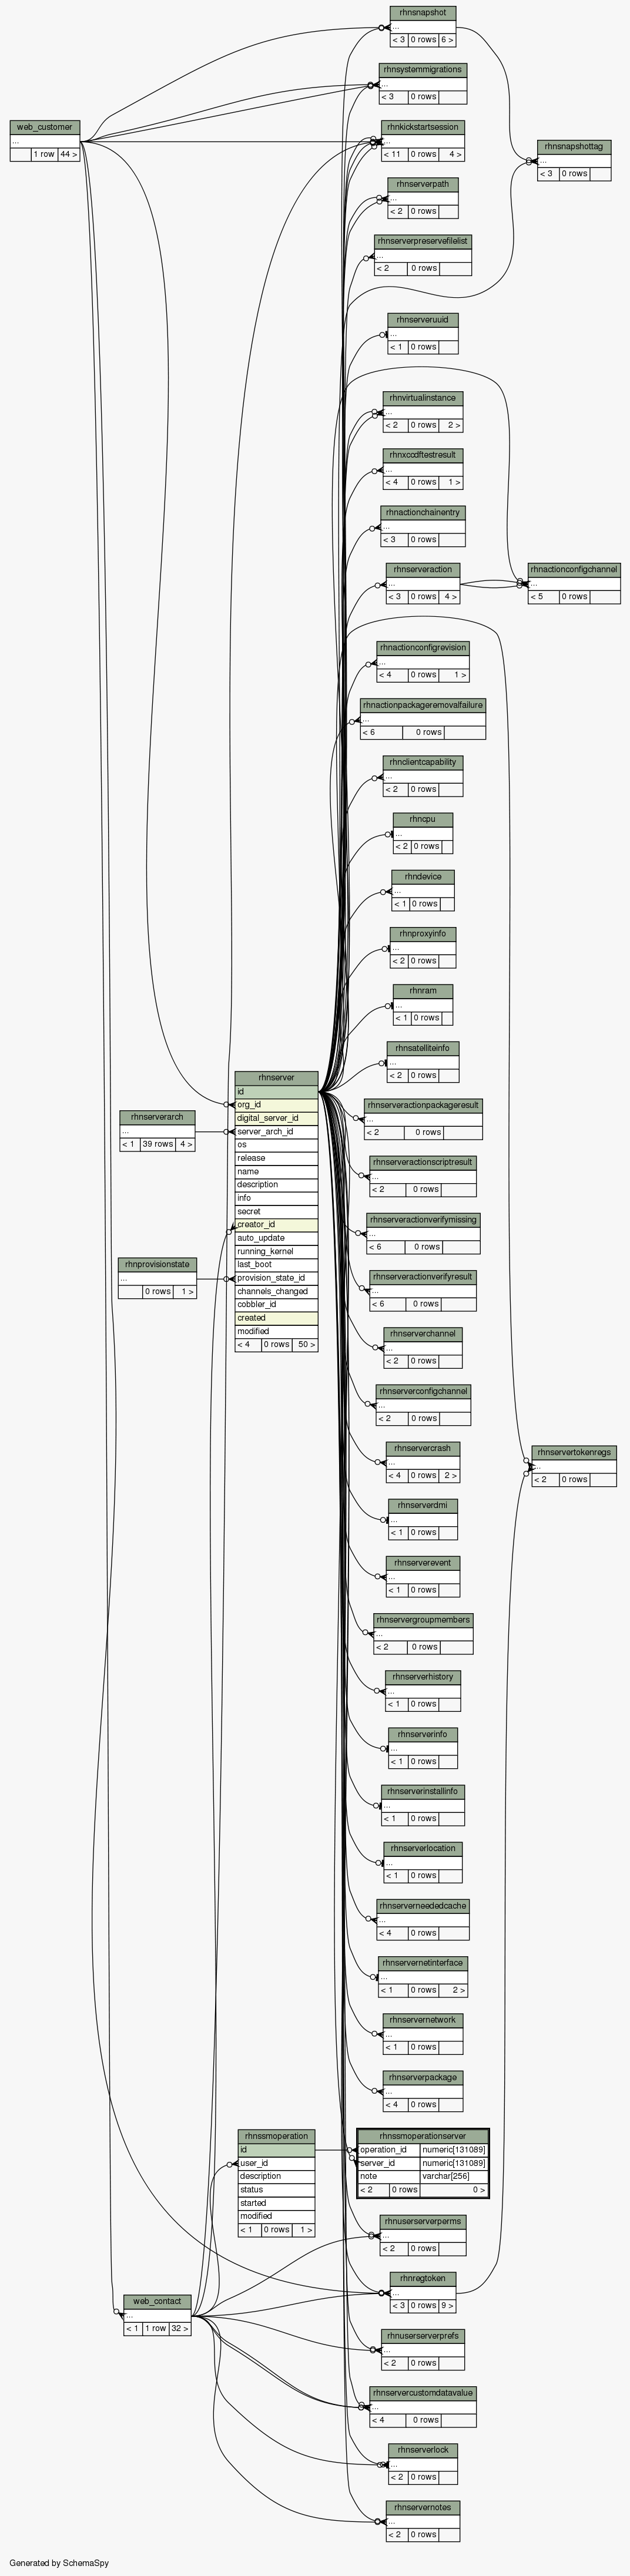 rhnsnapshot
...
< 3 0 rows 6 >
rhnsystemmigrations
...
< 3 0 rows
web_customer
...
1 row 44 >
rhnkickstartsession
...
< 11 0 rows 4 >
rhnsnapshottag
...
< 3 0 rows
rhnserverpath
...
< 2 0 rows
rhnserverpreservefilelist
...
< 2 0 rows
rhnserveruuid
...
< 1 0 rows
rhnvirtualinstance
...
< 2 0 rows 2 >
rhnxccdftestresult
...
< 4 0 rows 1 >
rhnactionchainentry
...
< 3 0 rows
rhnserveraction
...
< 3 0 rows 4 >
rhnactionconfigchannel
...
< 5 0 rows
rhnactionconfigrevision
...
< 4 0 rows 1 >
rhnactionpackageremovalfailure
...
< 6 0 rows
rhnclientcapability
...
< 2 0 rows
rhncpu
...
< 2 0 rows
rhndevice
...
< 1 0 rows
rhnproxyinfo
...
< 2 0 rows
rhnram
...
< 1 0 rows
rhnsatelliteinfo
...
< 2 0 rows
rhnserver
id
org_id
digital_server_id
server_arch_id
os
release
name
description
info
secret
creator_id
auto_update
running_kernel
last_boot
provision_state_id
channels_changed
cobbler_id
created
modified
< 4 0 rows 50 >
rhnserverarch
...
< 1 39 rows 4 >
rhnprovisionstate
...
0 rows 1 >
rhnserveractionpackageresult
...
< 2 0 rows
rhnserveractionscriptresult
...
< 2 0 rows
rhnserveractionverifymissing
...
< 6 0 rows
rhnserveractionverifyresult
...
< 6 0 rows
rhnserverchannel
...
< 2 0 rows
rhnserverconfigchannel
...
< 2 0 rows
rhnservercrash
...
< 4 0 rows 2 >
rhnservertokenregs
...
< 2 0 rows
rhnserverdmi
...
< 1 0 rows
rhnserverevent
...
< 1 0 rows
rhnservergroupmembers
...
< 2 0 rows
rhnserverhistory
...
< 1 0 rows
rhnserverinfo
...
< 1 0 rows
rhnserverinstallinfo
...
< 1 0 rows
rhnserverlocation
...
< 1 0 rows
rhnserverneededcache
...
< 4 0 rows
rhnservernetinterface
...
< 1 0 rows 2 >
rhnservernetwork
...
< 1 0 rows
rhnserverpackage
...
< 4 0 rows
rhnssmoperation
id
user_id
description
status
started
modified
< 1 0 rows 1 >
rhnssmoperationserver
operation_id numeric[131089]
server_id numeric[131089]
note varchar[256]
< 2 0 rows 0 >
rhnuserserverperms
...
< 2 0 rows
rhnregtoken
...
< 3 0 rows 9 >
web_contact
...
< 1 1 row 32 >
rhnuserserverprefs
...
< 2 0 rows
rhnservercustomdatavalue
...
< 4 0 rows
rhnserverlock
...
< 2 0 rows
rhnservernotes
...
< 2 0 rows
Generated by SchemaSpy